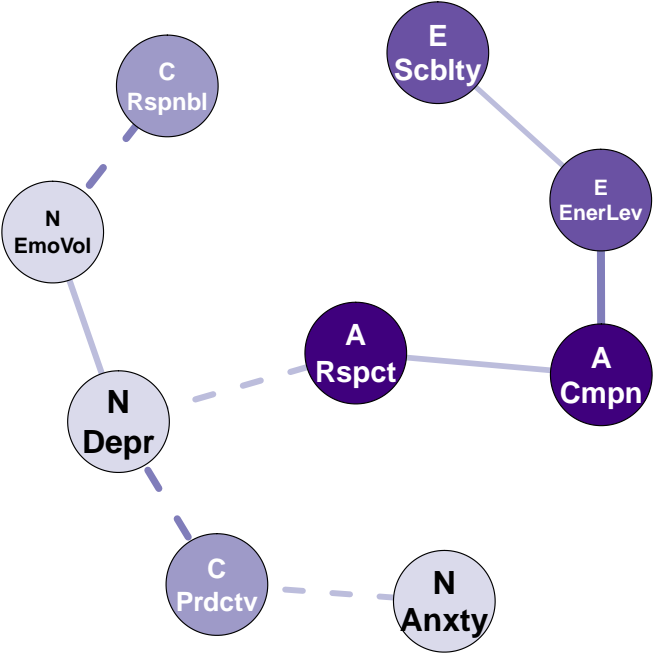 E
Scblty
C
Rspnbl
E
EnerLev
N
EmoVol
A
Rspct
A
Cmpn
N
Depr
C
Prdctv
N
Anxty